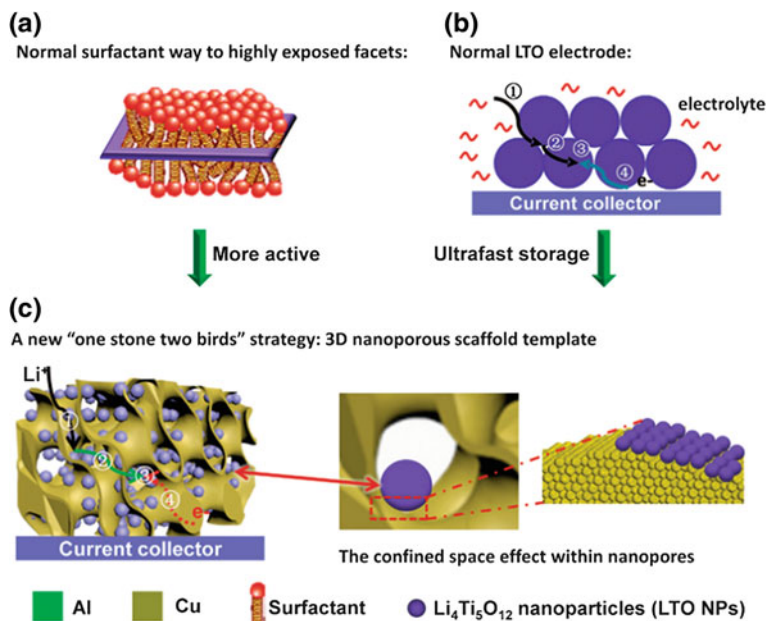 (a)
Normal surfactant way to highly exposed facets:
(b)
Normal LTO electrode:
①
electrolyte
②
③
④
e-
Current collector
More active
Ultrafast storage
(c)
A new “one stone two birds” strategy: 3D nanoporous scaffold template
Li⁺
①
②
③
④
e-
Current collector
The confined space effect within nanopores
Al
Cu
Surfactant
Li₄Ti₅O₁₂ nanoparticles (LTO NPs)